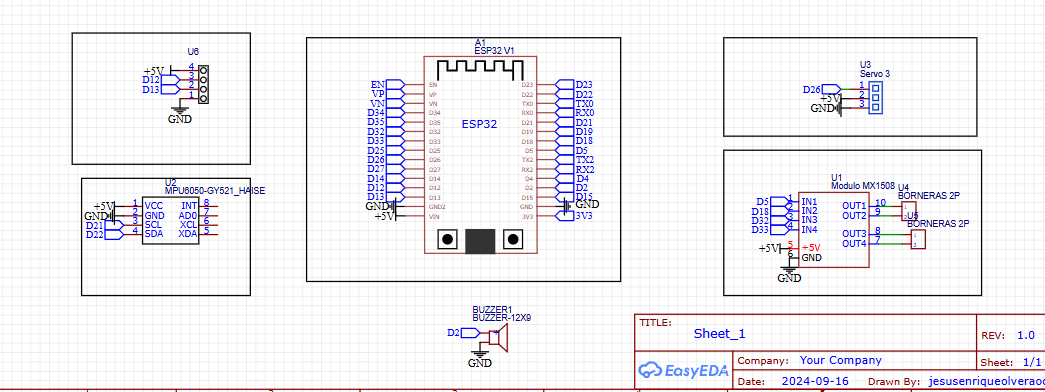 U6
+5V 4
D12 3
D13 2
1
GND
U2
MPU6050-GY521_HAISE
+5V 1 VCC INT 8
GND 2 GND AD0 7
D21 3 SCL XCL 6
D22 4 SDA XDA 5
A1
ESP32 V1
ESP32
EN EN D23 D23
VP VP D22 D22
VN VN TX0 TX0
D34 D34 RX0 RX0
D35 D35 D21 D21
D32 D32 D19 D19
D33 D33 D18 D18
D25 D25 D5 D5
D26 D26 TX2 TX2
D27 D27 RX2 RX2
D14 D14 D4 D4
D12 D12 D2 D2
D13 D13 D15 D15
GND GND2 GND GND
+5V VIN 3V3 3V3
BUZZER1
BUZZER-12X9
D2
GND
U3
Servo 3
D26 1
+5V 2
GND 3
U1
Modulo MX1508
U4
BORNERAS 2P
U5
BORNERAS 2P
D5 1 IN1 OUT1 10
D18 2 IN2 OUT2 9
D32 3 IN3 OUT3 8
D33 4 IN4 OUT4 7
+5V 5 +5V
6 GND
GND
TITLE:
Sheet_1
REV: 1.0
EasyEDA
Company: Your Company
Sheet: 1/1
Date: 2024-09-16
Drawn By: jesusenriqueolverao